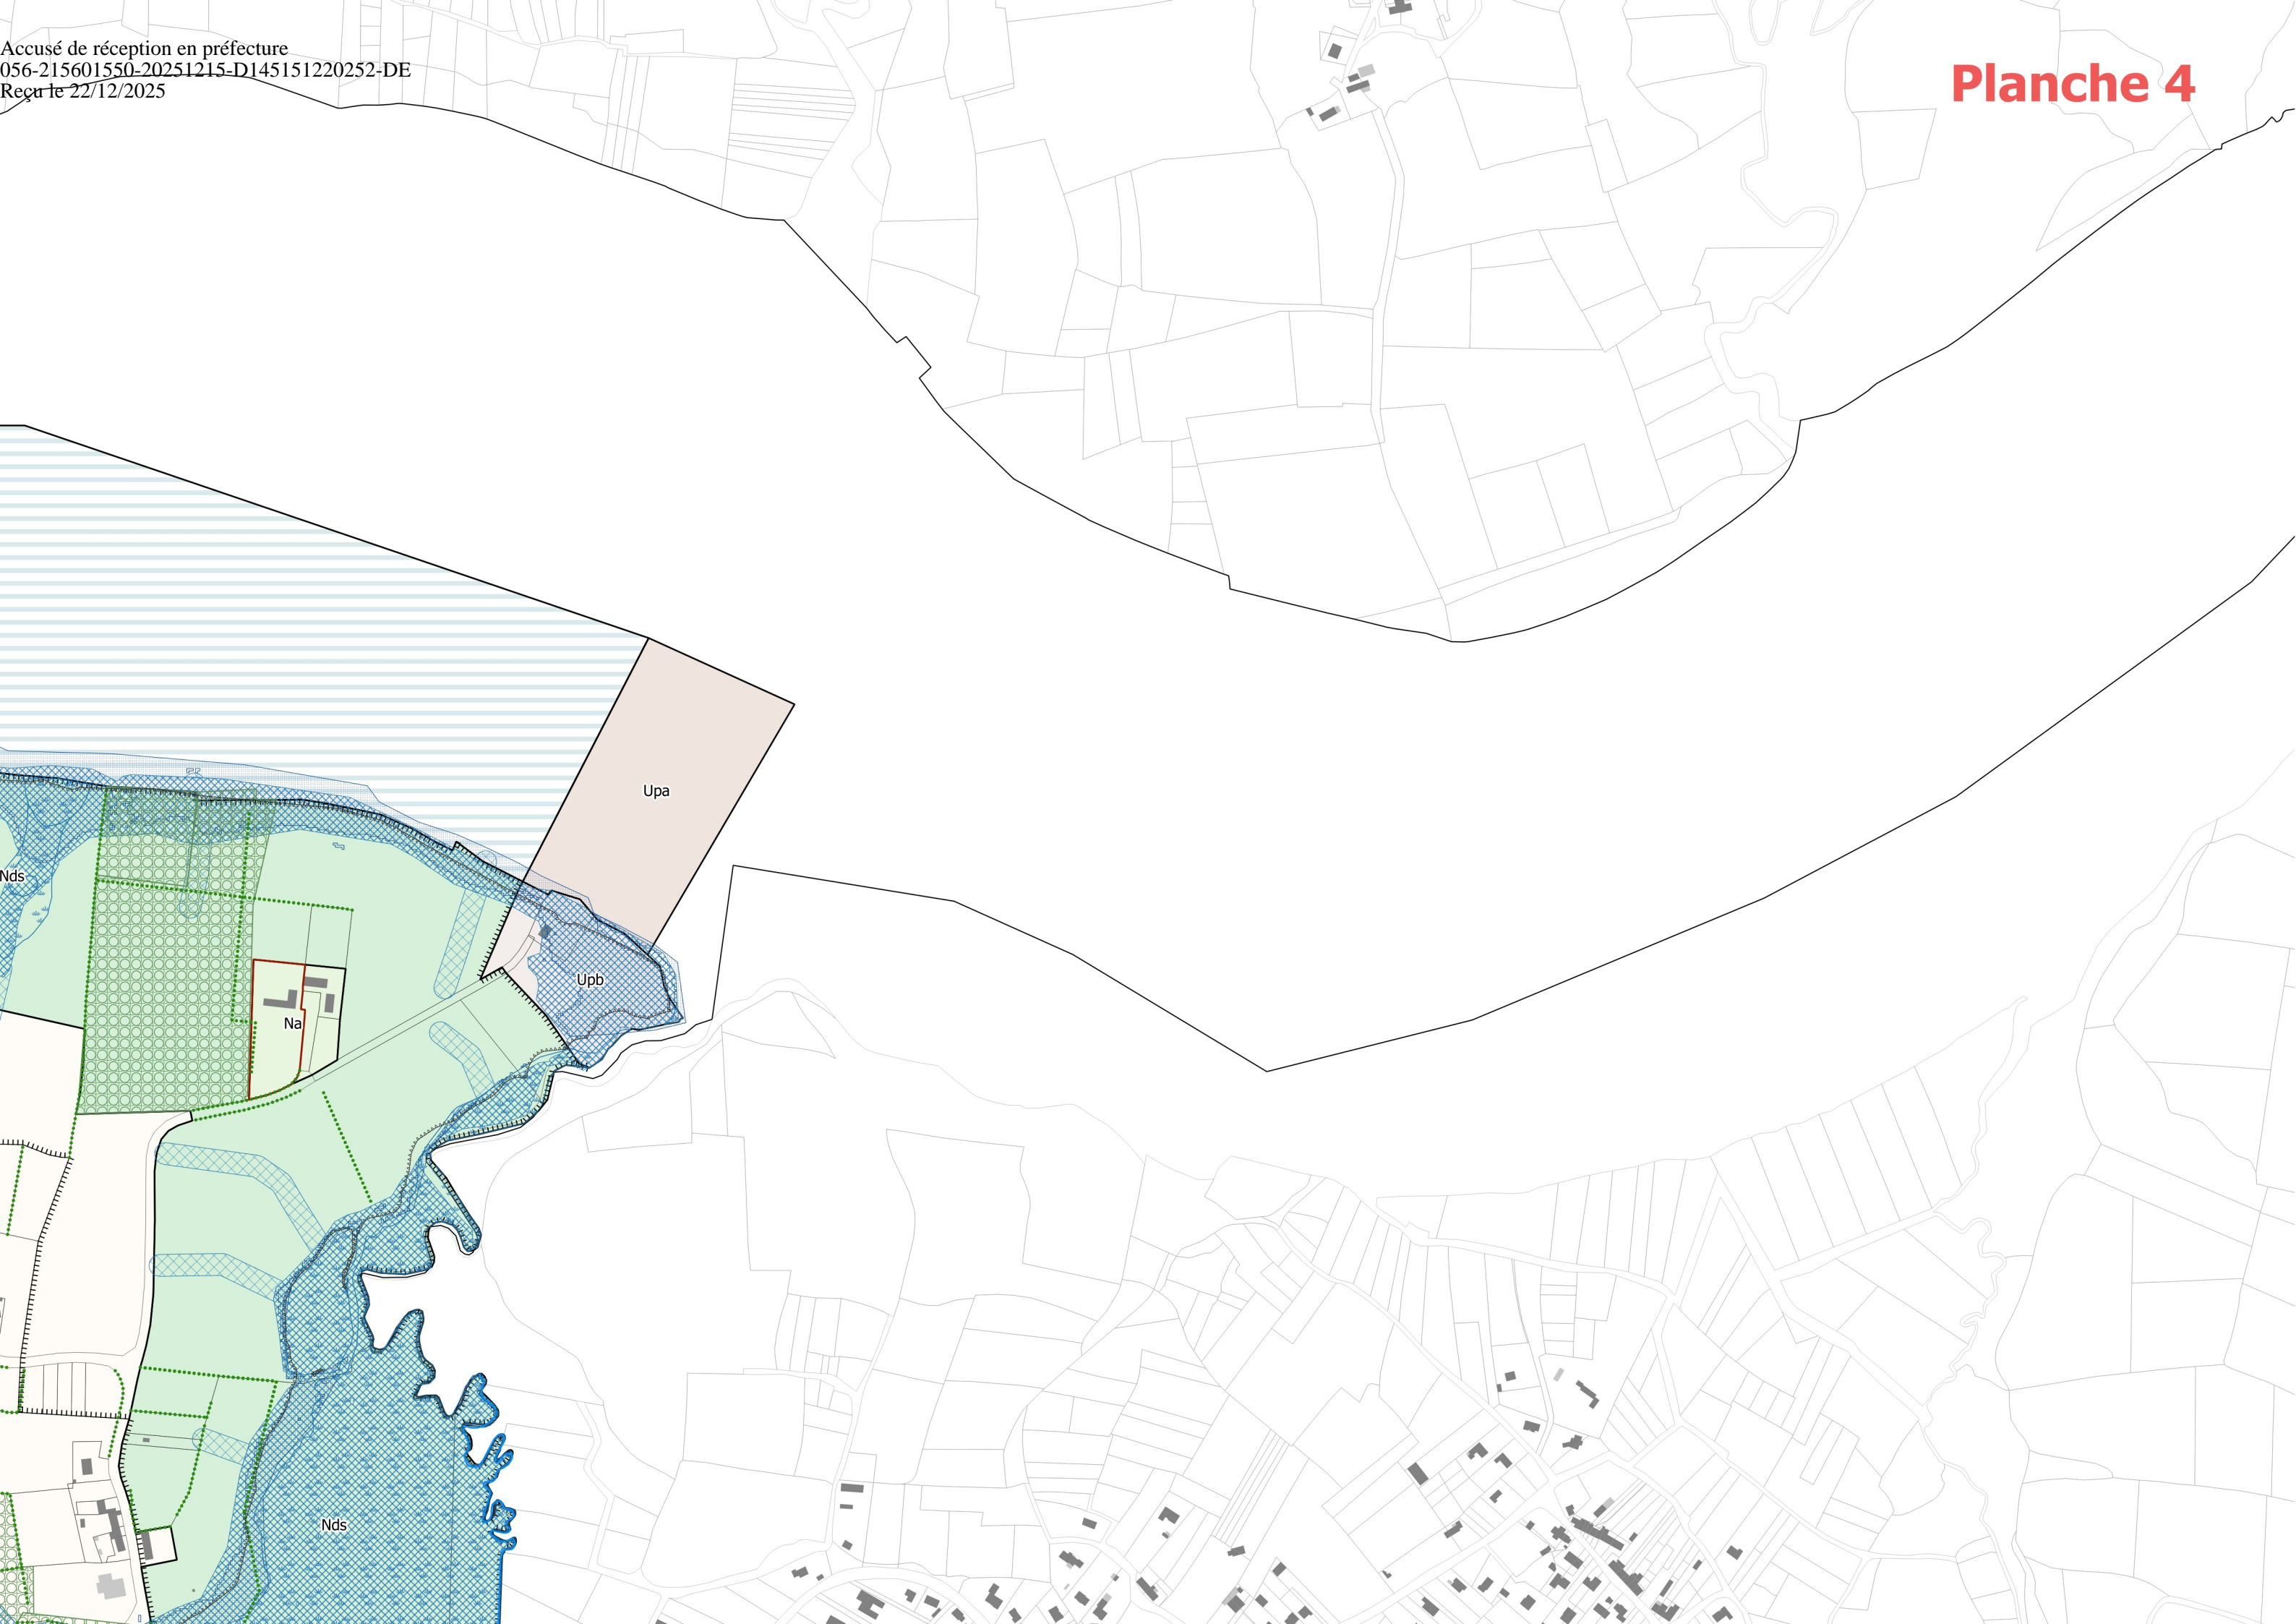 Accusé de réception en préfecture
056-215601550-20251215-D145151220252-DE
Reçu le 22/12/2025
Planche 4
Upa
Nds
Upb
Na
Nds